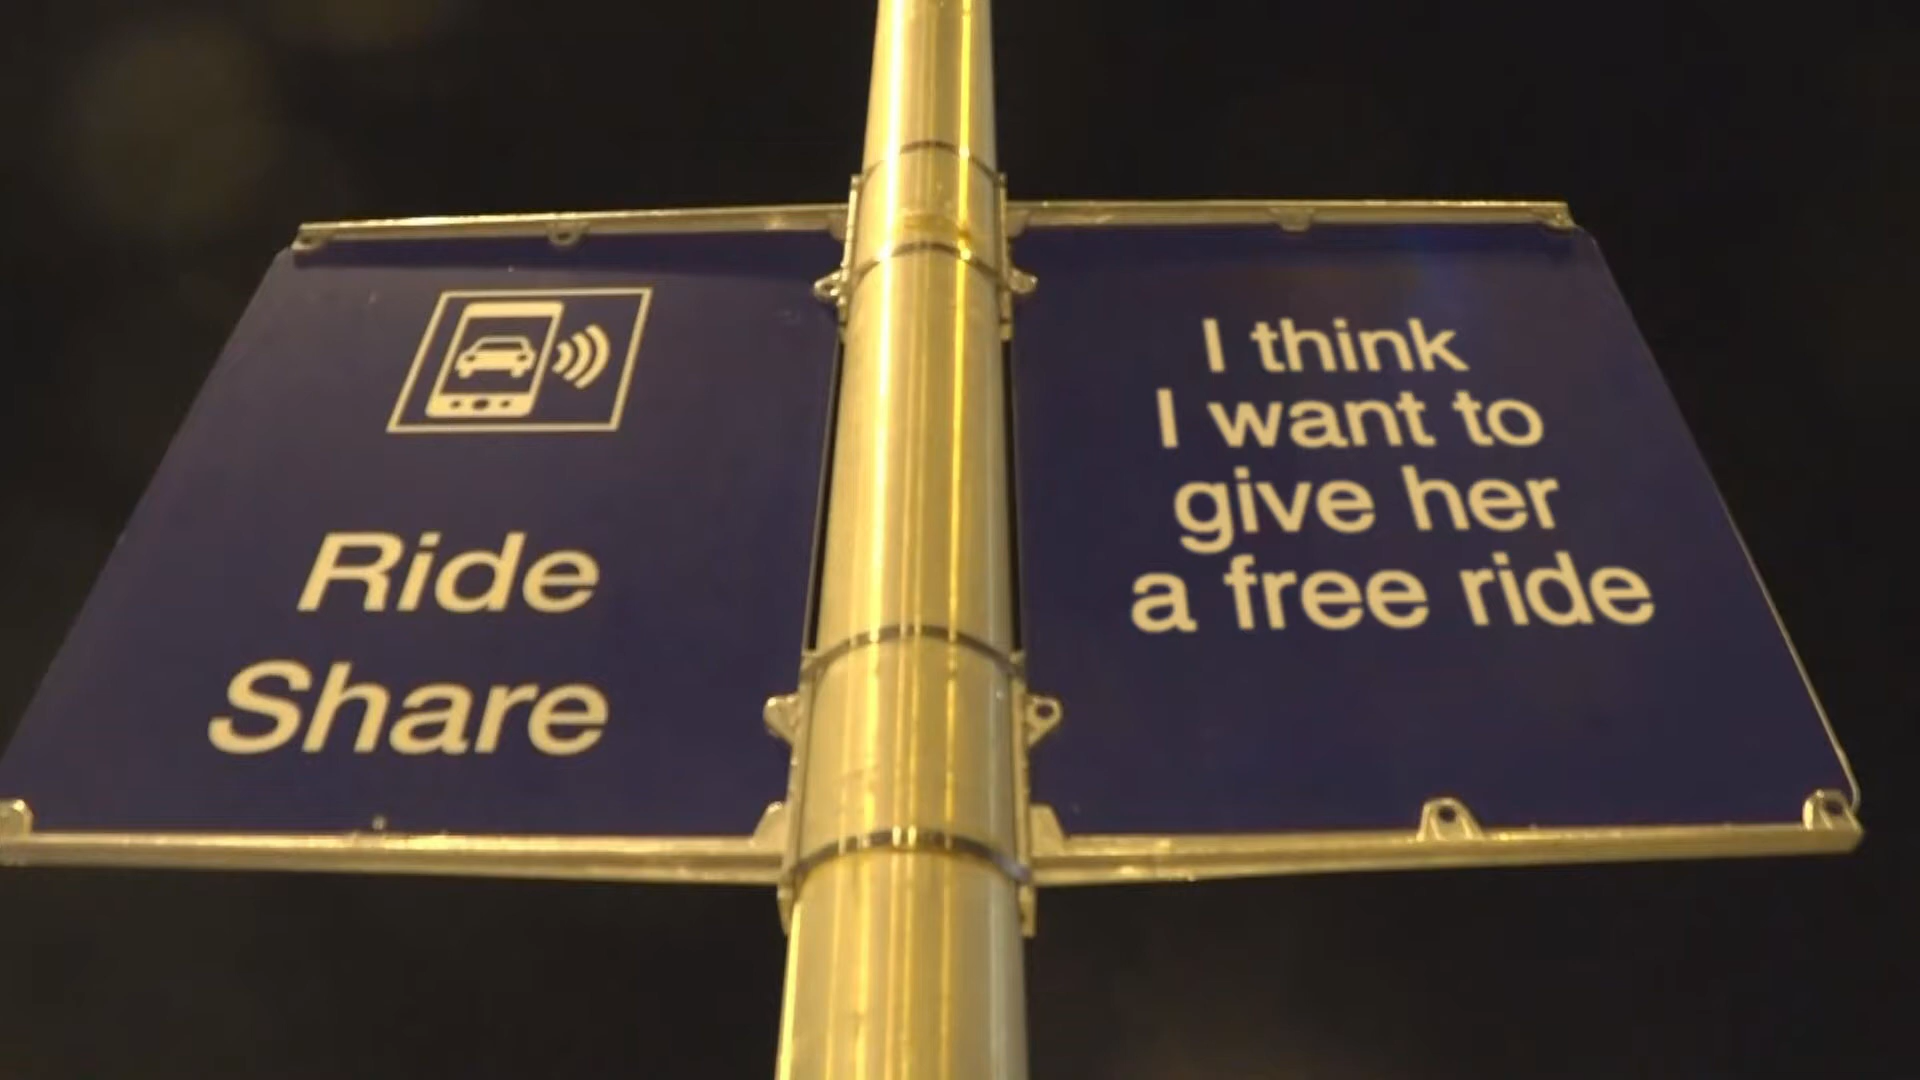 Ride
Share
I think
I want to
give her
a free ride